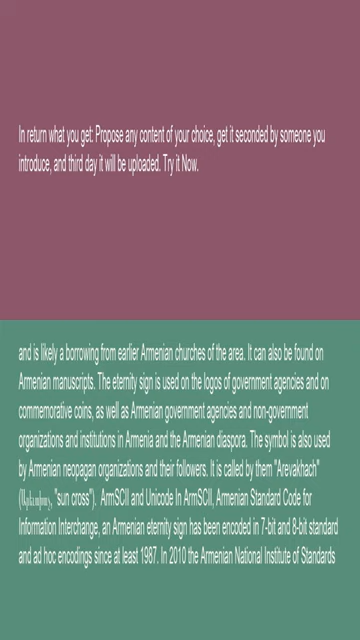 In return what you get: Propose any content of your choice, get it seconded by someone you
introduce, and third day it will be uploaded. Try it Now.
and is likely a borrowing from earlier Armenian churches of the area. It can also be found on
Armenian manuscripts. The eternity sign is used on the logos of government agencies and on
commemorative coins, as well as Armenian government agencies and non-government
organizations and institutions in Armenia and the Armenian diaspora. The symbol is also used
by Armenian neopagan organizations and their followers. It is called by them "Arevakhach"
( "sun cross"). ArmSCII and Unicode In ArmSCII, Armenian Standard Code for
Information Interchange, an Armenian eternity sign has been encoded in 7-bit and 8-bit standard
and ad hoc encodings since at least 1987. In 2010 the Armenian National Institute of Standards